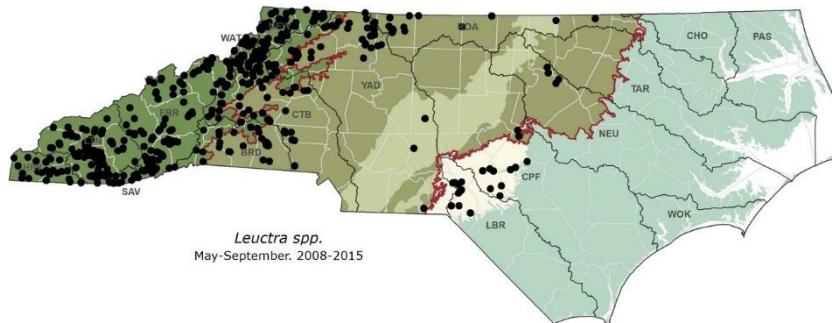 NEW
WAT
ROA
CHO
PAS
YAD
TAR
FBR
CTB
NEU
BRD
SAV
CPF
WOK
LBR
Leuctra spp.
May-September. 2008-2015